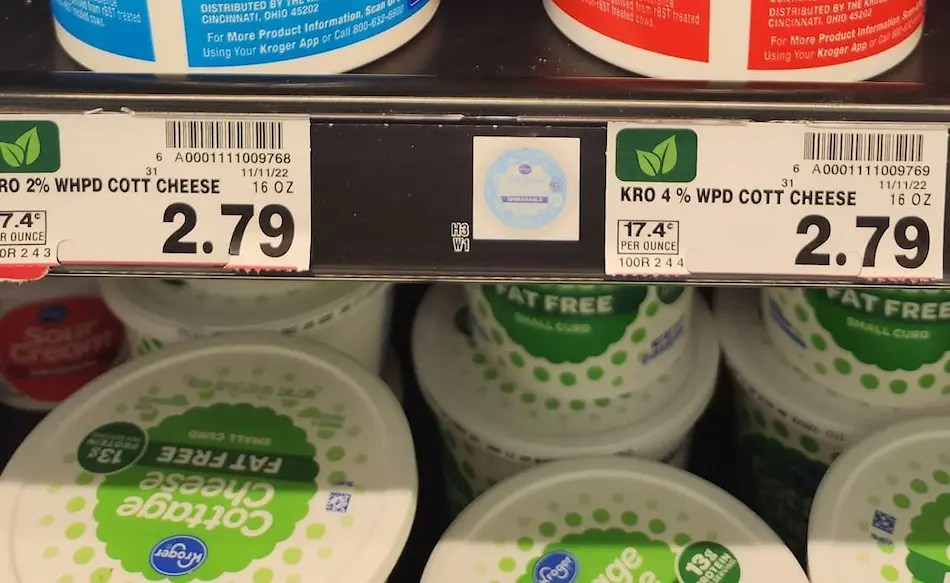 DISTRIBUTED BY THE
CINCINNATI, OHIO 45202
For More Product Information, Scan
Using Your Kroger App or Call 800-632-6900
DISTRIBUTED BY THE
CINCINNATI, OHIO 45202
For More Product Information, Scan
Using Your Kroger App or Call
6 A0001111009768
31 11/11/22
RO 2% WHPD COTT CHEESE 16 OZ
7.4¢
R OUNCE
0R 2 4 3
2.79
H3
W1
6 A0001111009769
31 11/11/22
KRO 4 % WPD COTT CHEESE 16 OZ
17.4¢
PER OUNCE
100R 2 4 4
2.79
Sour
Cream
FAT FREE
SMALL CURD
FAT FREE
SMALL CURD
Kroger
Cottage
Cheese
FAT FREE
SMALL CURD
13g
PROTEIN
Kroger
13g
PROTEIN